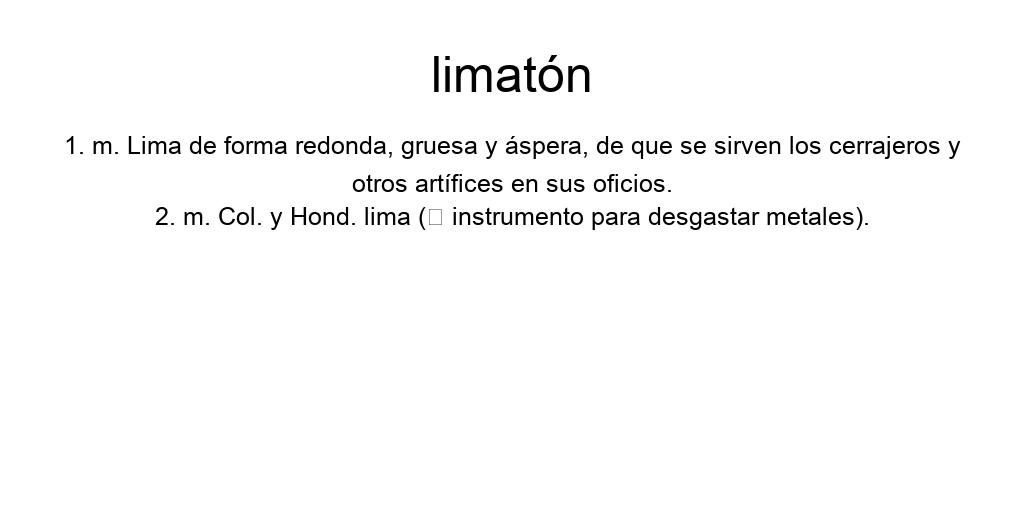 limatón
1. m. Lima de forma redonda, gruesa y áspera, de que se sirven los cerrajeros y
otros artífices en sus oficios.
2. m. Col. y Hond. lima (□ instrumento para desgastar metales).